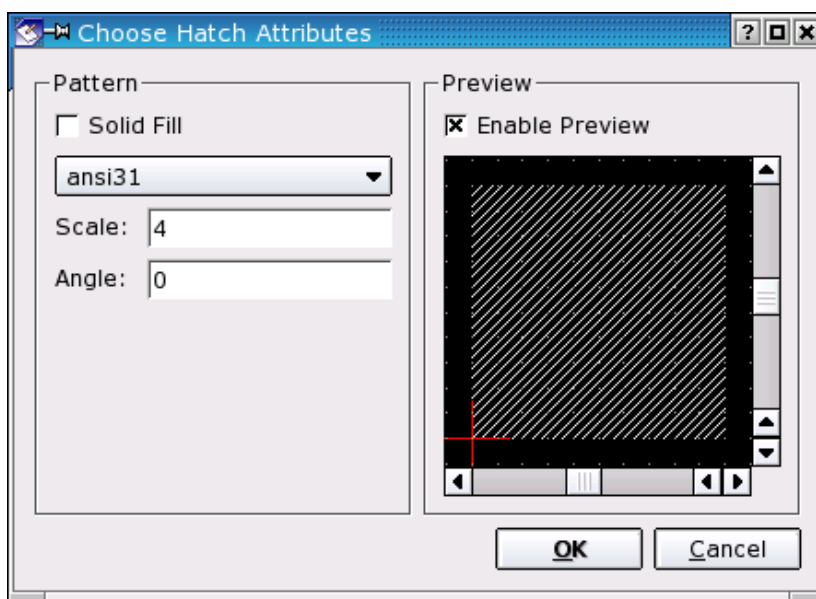 Choose Hatch Attributes
Pattern
Solid Fill
ansi31
Scale: 4
Angle: 0
Preview
Enable Preview
OK
Cancel